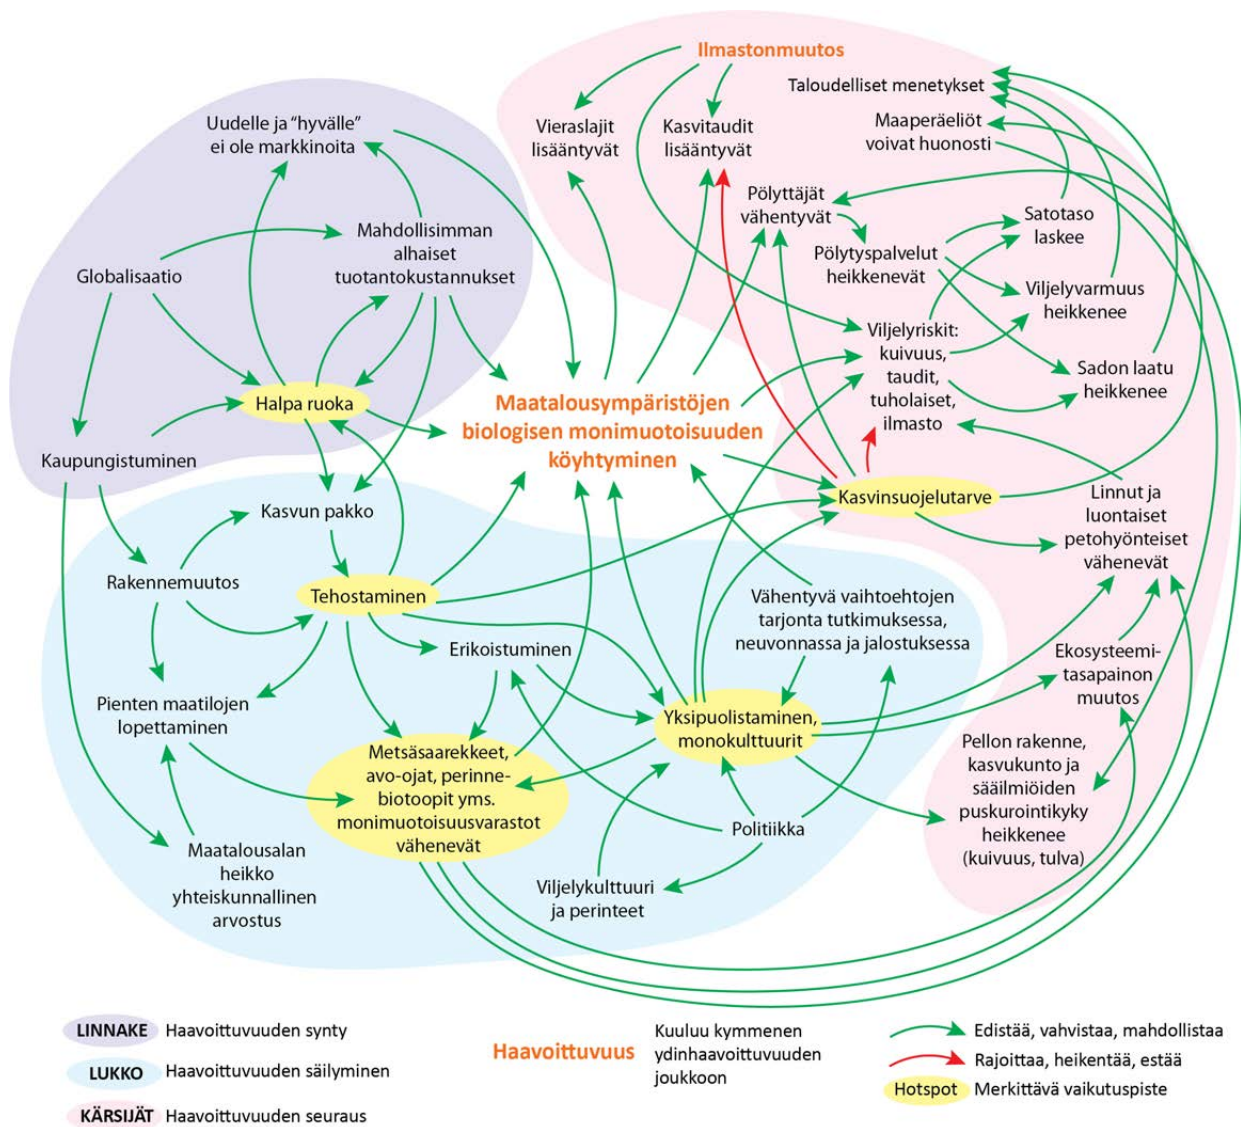 Ilmastonmuutos
Taloudelliset menetykset
Uudelle ja "hyvälle"
ei ole markkinoita
Vieraslajit
lisääntyvät
Kasvitaudit
lisääntyvät
Maaperäeliöt
voivat huonosti
Pölyttäjät
vähentyvät
Satotaso
laskee
Mahdollisimman
alhaiset
tuotantokustannukset
Pölytyspalvelut
heikkenevät
Globalisaatio
Viljelyvarmuus
heikkenee
Viljelyriskit:
kuivuus,
taudit,
tuholaiset,
ilmasto
Sadon laatu
heikkenee
Halpa ruoka
Maatalousympäristöjen
biologisen monimuotoisuuden
köyhtyminen
Kaupungistuminen
Kasvinsuojelutarve
Linnut ja
luontaiset
petohyönteiset
vähenevät
Kasvun pakko
Rakennemuutos
Tehostaminen
Vähentyvä vaihtoehtojen
tarjonta tutkimuksessa,
neuvonnassa ja jalostuksessa
Erikoistuminen
Ekosysteemi-
tasapainon
muutos
Pienten maatilojen
lopettaminen
Yksipuolistaminen,
monokulttuurit
Metsäsaarekkeet,
avo-ojat, perinne-
biotoopit yms.
monimuotoisuusvarastot
vähenevät
Pellon rakenne,
kasvukunto ja
sääilmiöiden
puskurointikyky
heikkenee
(kuivuus, tulva)
Politiikka
Maatalousalan
heikko
yhteiskunnallinen
arvostus
Viljelykulttuuri
ja perinteet
LINNAKE Haavoittuvuuden synty
LUKKO Haavoittuvuuden säilyminen
KÄRSIJÄT Haavoittuvuuden seuraus
Haavoittuvuus
Kuuluu kymmenen
ydinhaavoittuvuuden
joukkoon
Edistää, vahvistaa, mahdollistaa
Rajoittaa, heikentää, estää
Hotspot Merkittävä vaikutuspiste